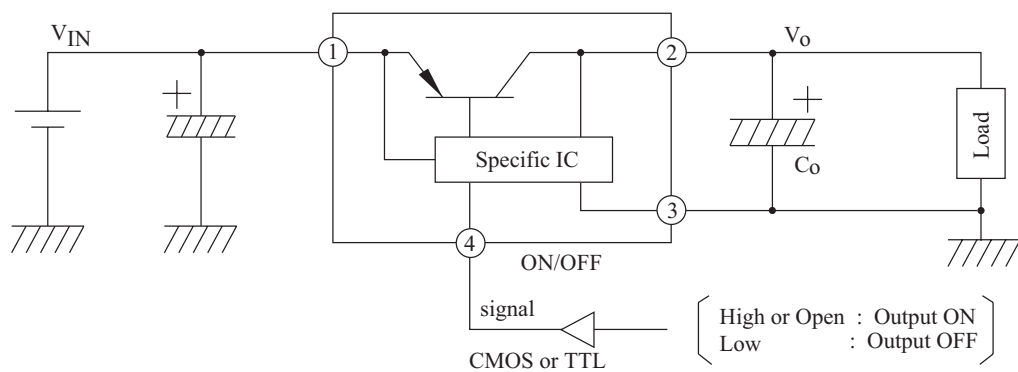 VIN
1
2
Vo
+
+
Specific IC
Co
Load
3
4
ON/OFF
signal
CMOS or TTL
High or Open : Output ON
Low : Output OFF